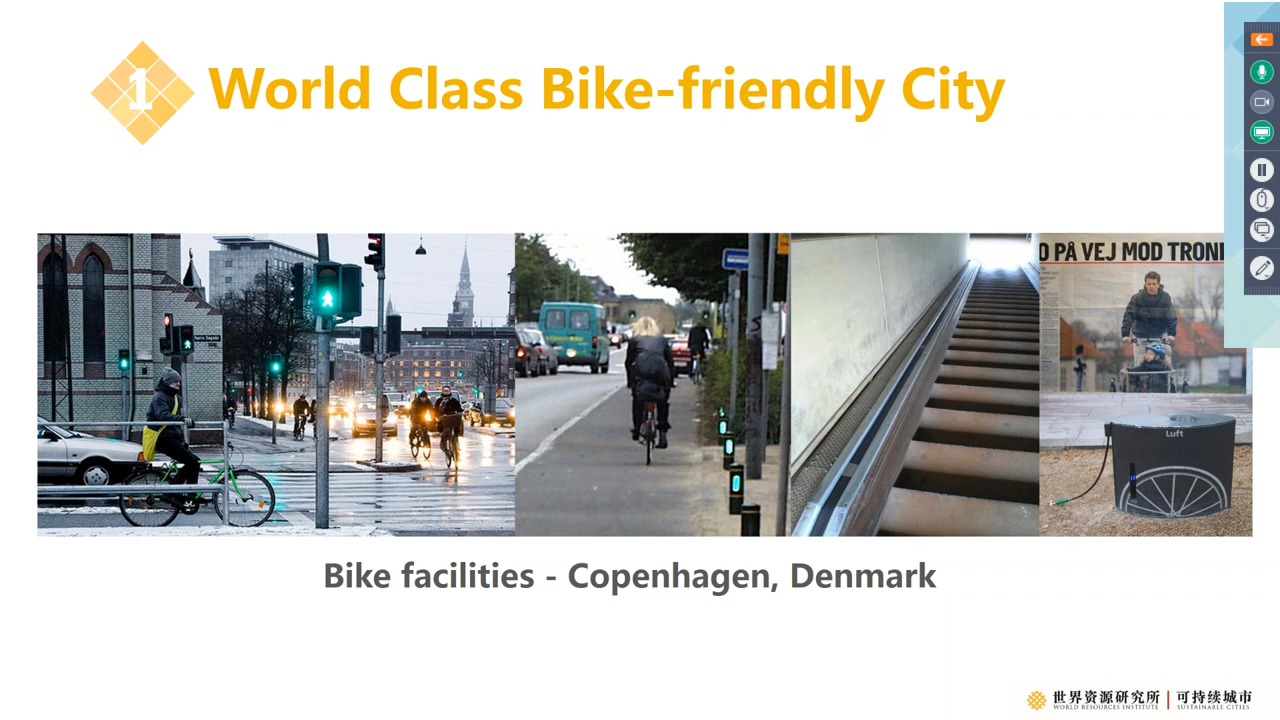 1
World Class Bike-friendly City
O PÅ VEJ MOD TRON
Luft
Bike facilities - Copenhagen, Denmark
世界资源研究所 | 可持续城市
WORLD RESOURCES INSTITUTE | SUSTAINABLE CITIES